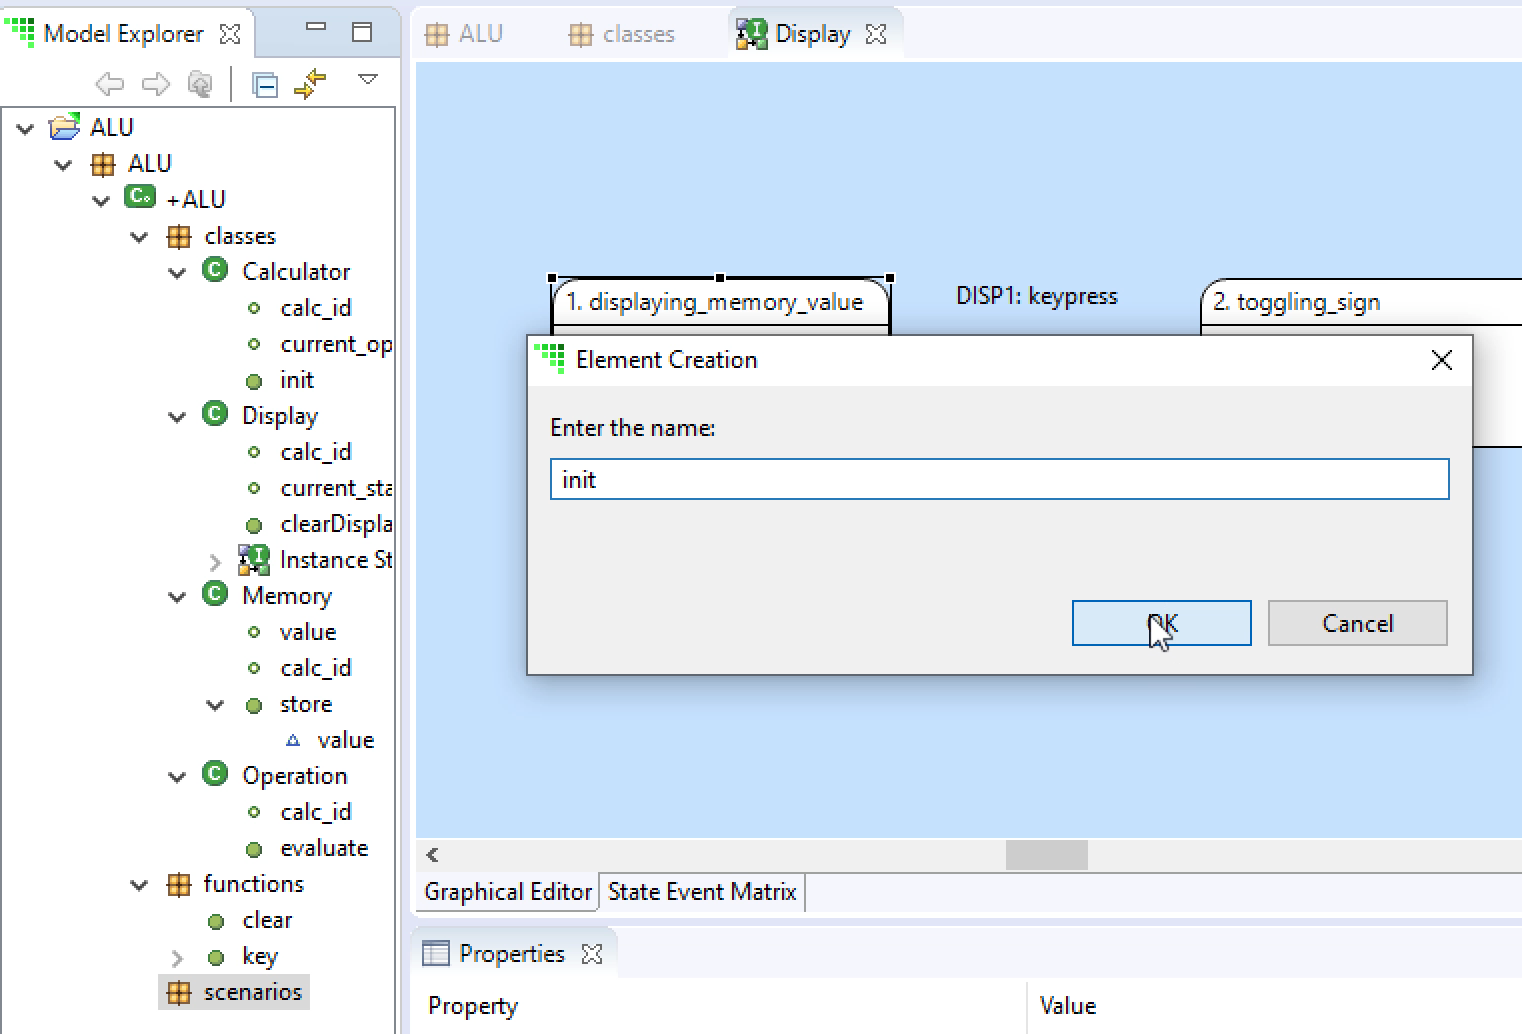 Model Explorer
ALU
ALU
+ALU
classes
Calculator
calc_id
current_op
init
Display
calc_id
current_sta
clearDispla
Instance St
Memory
value
calc_id
store
value
Operation
calc_id
evaluate
functions
clear
key
scenarios
ALU classes Display
1. displaying_memory_value
DISP1: keypress
2. toggling_sign
Element Creation
Enter the name:
init
OK Cancel
Graphical Editor State Event Matrix
Properties
Property Value